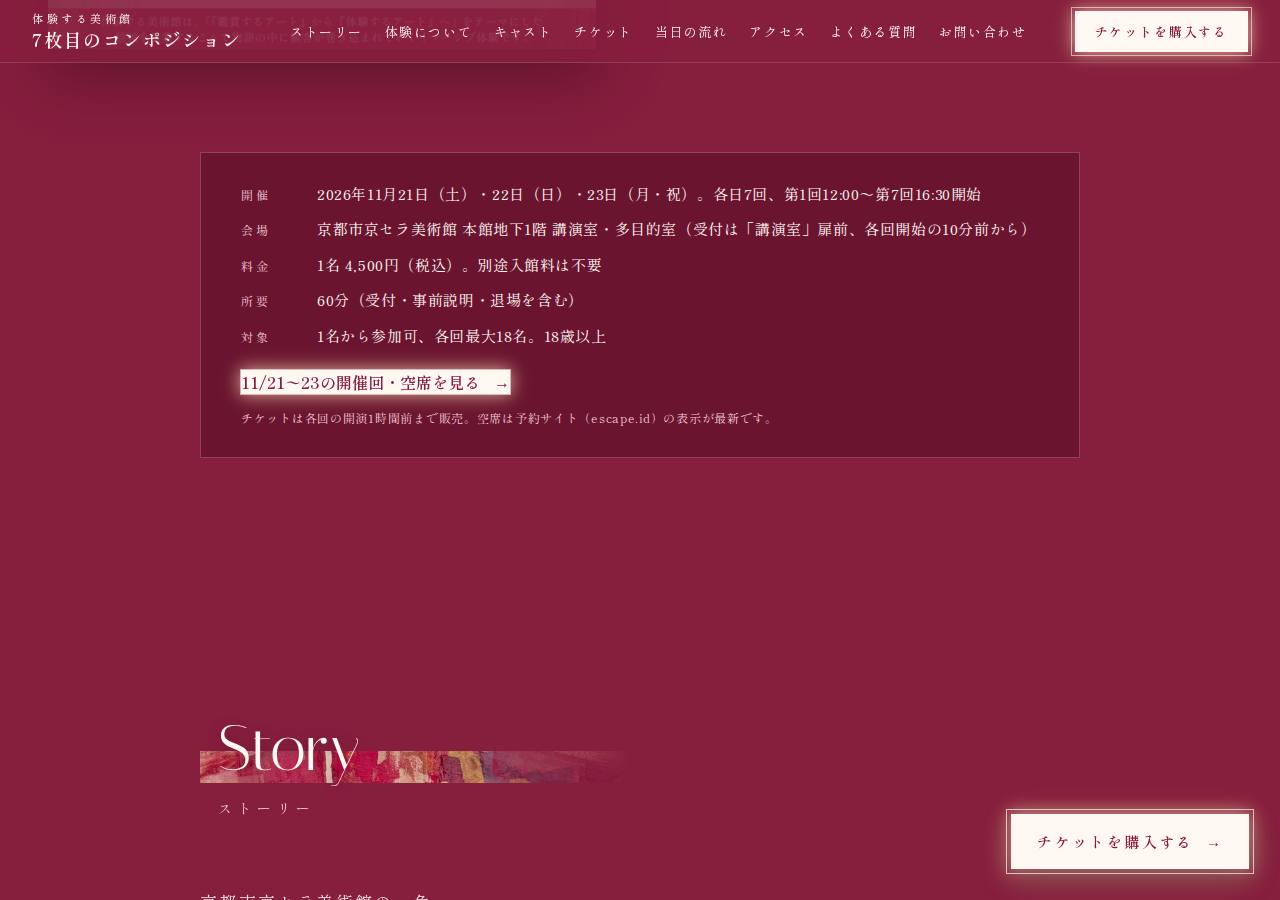 体験する美術館
7枚目のコンポジション
ストーリー 体験について キャスト チケット 当日の流れ アクセス よくある質問 お問い合わせ
チケットを購入する
開催 2026年11月21日（土）・22日（日）・23日（月・祝）。各日7回、第1回12:00〜第7回16:30開始
会場 京都市京セラ美術館 本館地下1階 講演室・多目的室（受付は「講演室」扉前、各回開始の10分前から）
料金 1名 4,500円（税込）。別途入館料は不要
所要 60分（受付・事前説明・退場を含む）
対象 1名から参加可、各回最大18名。18歳以上
11/21〜23の開催回・空席を見る →
チケットは各回の開演1時間前まで販売。空席は予約サイト（escape.id）の表示が最新です。
Story
ストーリー
チケットを購入する →